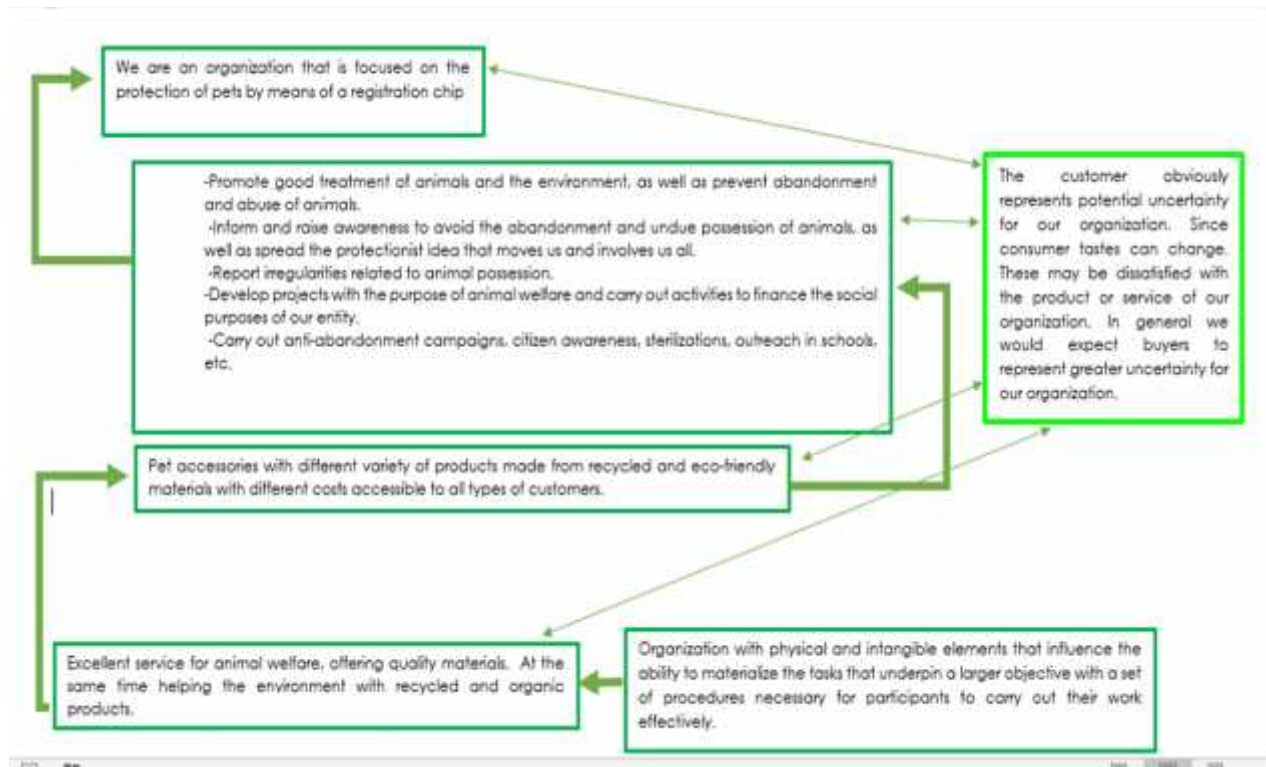 We are an organization that is focused on the
protection of pets by means of a registration chip
-Promote good treatment of animals and the environment, as well as prevent abandonment
and abuse of animals.
-Inform and raise awareness to avoid the abandonment and undue possession of animals, as
well as spread the protectionist idea that moves us and involves us all.
-Report irregularities related to animal possession.
-Develop projects with the purpose of animal welfare and carry out activities to finance the social
purposes of our entity.
-Carry out anti-abandonment campaigns, citizen awareness, sterilizations, outreach in schools,
etc.
The customer obviously
represents potential uncertainty
for our organization. Since
consumer tastes can change.
These may be dissatisfied with
the product or service of our
organization. In general we
would expect buyers to
represent greater uncertainty for
our organization.
Pet accessories with different variety of products made from recycled and eco-friendly
materials with different costs accessible to all types of customers.
Excellent service for animal welfare, offering quality materials. At the
same time helping the environment with recycled and organic
products.
Organization with physical and intangible elements that influence the
ability to materialize the tasks that underpin a larger objective with a set
of procedures necessary for participants to carry out their work
effectively.